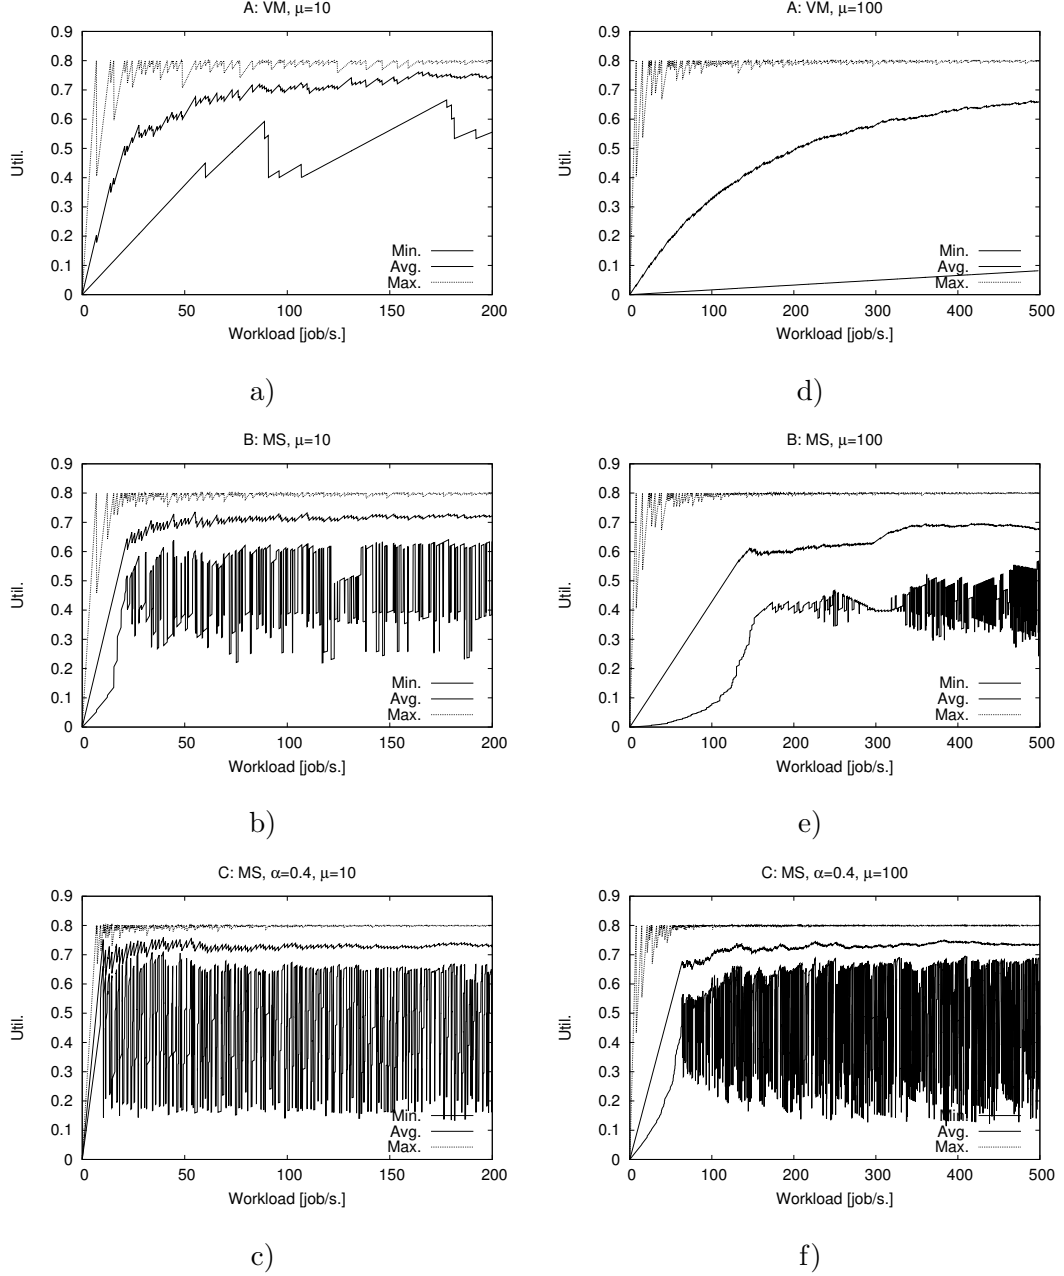 A: VM, μ=10
0.9
0.8
0.7
0.6
0.5
0.4
0.3
0.2
0.1
0
Util.
Min.
Avg.
Max.
0 50 100 150 200
Workload [job/s.]
a)
A: VM, μ=100
0.9
0.8
0.7
0.6
0.5
0.4
0.3
0.2
0.1
0
Util.
Min.
Avg.
Max.
0 100 200 300 400 500
Workload [job/s.]
d)
B: MS, μ=10
0.9
0.8
0.7
0.6
0.5
0.4
0.3
0.2
0.1
0
Util.
Min.
Avg.
Max.
0 50 100 150 200
Workload [job/s.]
b)
B: MS, μ=100
0.9
0.8
0.7
0.6
0.5
0.4
0.3
0.2
0.1
0
Util.
Min.
Avg.
Max.
0 100 200 300 400 500
Workload [job/s.]
e)
C: MS, α=0.4, μ=10
0.9
0.8
0.7
0.6
0.5
0.4
0.3
0.2
0.1
0
Util.
Min.
Avg.
Max.
0 50 100 150 200
Workload [job/s.]
c)
C: MS, α=0.4, μ=100
0.9
0.8
0.7
0.6
0.5
0.4
0.3
0.2
0.1
0
Util.
Min.
Avg.
Max.
0 100 200 300 400 500
Workload [job/s.]
f)